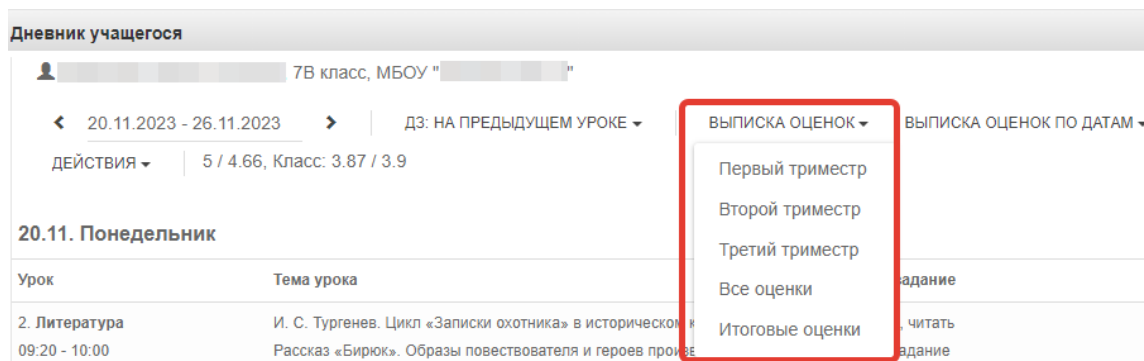 Дневник учащегося
7В класс, МБОУ " "
20.11.2023 - 26.11.2023 ДЗ: НА ПРЕДЫДУЩЕМ УРОКЕ ВЫПИСКА ОЦЕНОК ВЫПИСКА ОЦЕНОК ПО ДАТАМ
ДЕЙСТВИЯ 5 / 4.66, Класс: 3.87 / 3.9
Первый триместр
Второй триместр
Третий триместр
Все оценки
Итоговые оценки
20.11. Понедельник
Урок Тема урока
2. Литература И. С. Тургенев. Цикл «Записки охотника» в историческом , читать
09:20 - 10:00 Рассказ «Бирюк». Образы повествователя и героев